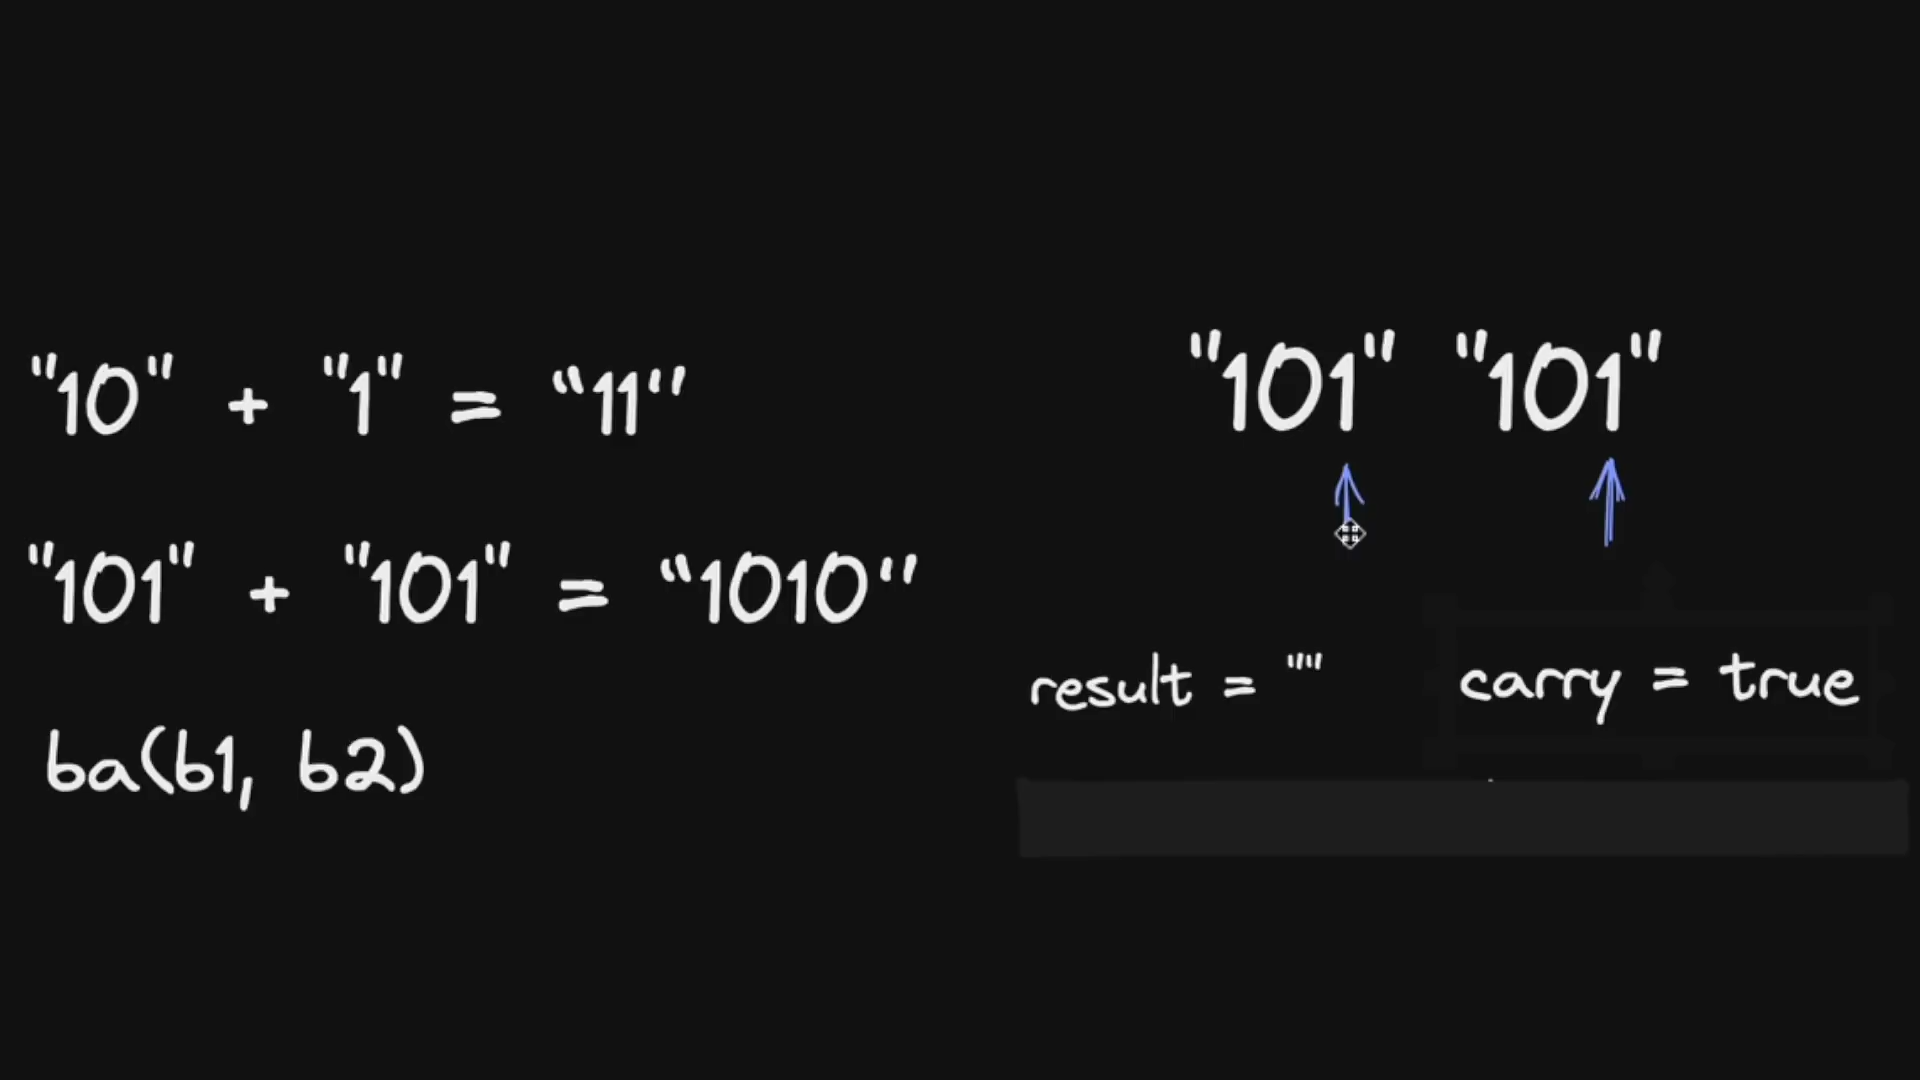 "10" + "1" = "11"
"101" + "101" = "1010"
ba(b1, b2)
"101" "101"
result = "" carry = true